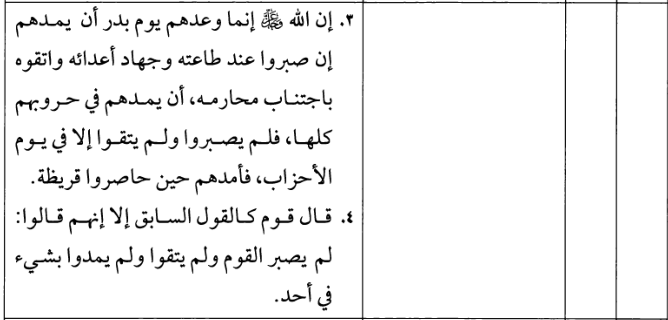 ٣. إن الله ﷻ إنما وعدهم يوم بدر أن يمدهم
إن صبروا عند طاعته وجهاد أعدائه واتقوه
باجتناب محارمه، أن يمدهم في حروبهم
كلها، فلم يصبروا ولم يتقوا إلا في يوم
الأحزاب، فأمدهم حين حاصروا قريظة.
٤. قال قوم كالقول السابق إلا إنهم قالوا:
لم يصبر القوم ولم يتقوا ولم يمدوا بشيء
في أحد.